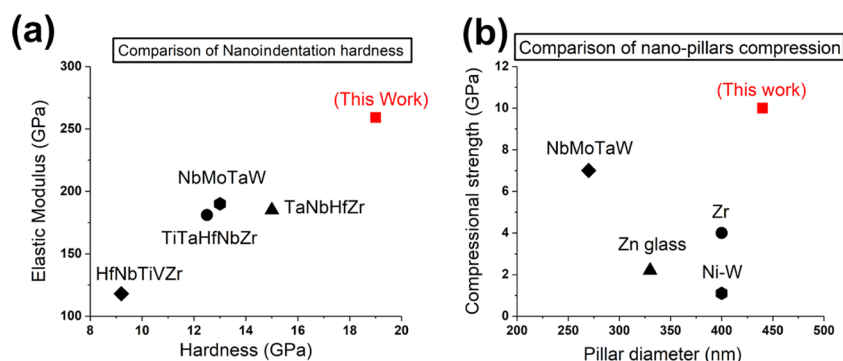 (a)
Comparison of Nanoindentation hardness
300
250
200
150
100
Elastic Modulus (GPa)
(This Work)
NbMoTaW
TaNbHfZr
TiTaHfNbZr
HfNbTiVZr
8 10 12 14 16 18 20
Hardness (GPa)
(b)
Comparison of nano-pillars compression
12
10
8
6
4
2
0
Compressional strength (GPa)
(This work)
NbMoTaW
Zr
Zn glass
Ni-W
200 250 300 350 400 450 500
Pillar diameter (nm)